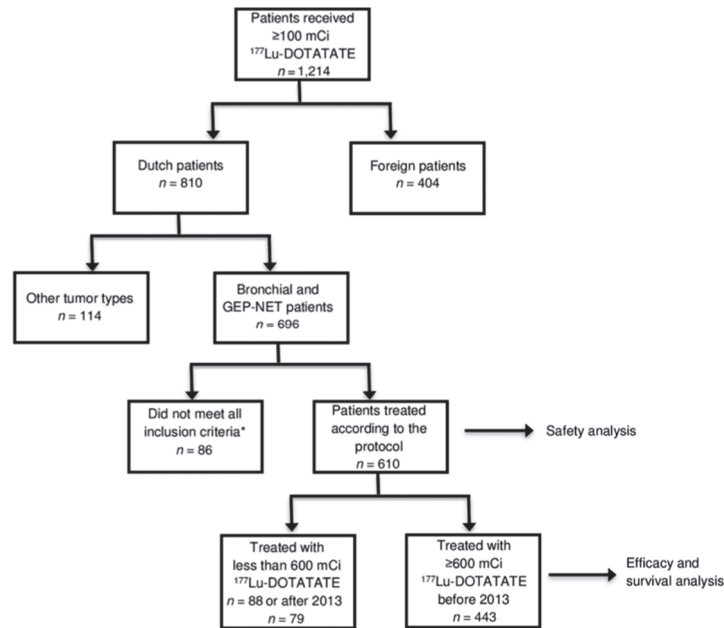 Patients received
≥100 mCi
¹⁷⁷Lu-DOTATATE
n = 1,214
Dutch patients
n = 810
Foreign patients
n = 404
Other tumor types
n = 114
Bronchial and
GEP-NET patients
n = 696
Did not meet all
inclusion criteria*
n = 86
Patients treated
according to the
protocol
n = 610
Safety analysis
Treated with
less than 600 mCi
¹⁷⁷Lu-DOTATATE
n = 88 or after 2013
n = 79
Treated with
≥600 mCi
¹⁷⁷Lu-DOTATATE
before 2013
n = 443
Efficacy and
survival analysis